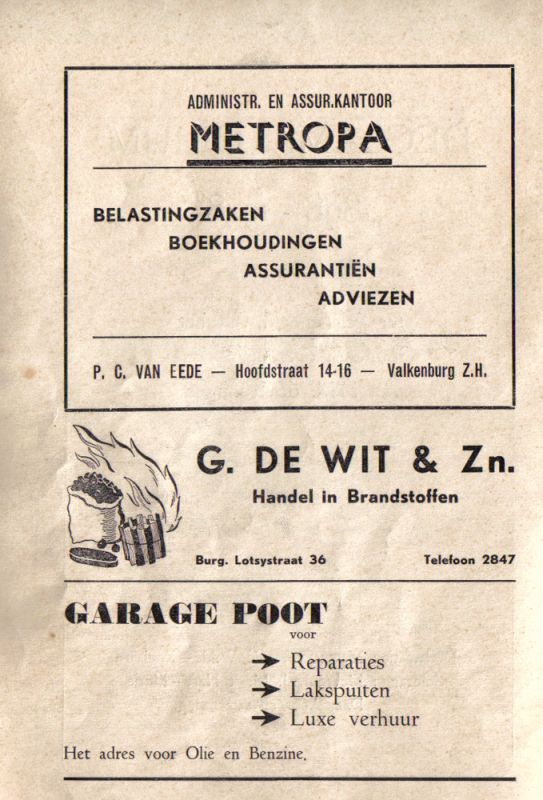 ADMINISTR. EN ASSUR.KANTOOR
METROPA
BELASTINGZAKEN
BOEKHOUDINGEN
ASSURANTIËN
ADVIEZEN
P. C. VAN EEDE — Hoofdstraat 14-16 — Valkenburg Z.H.
G. DE WIT & Zn.
Handel in Brandstoffen
Burg. Lotsystraat 36 Telefoon 2847
GARAGE POOT
voor
→ Reparaties
→ Lakspuiten
→ Luxe verhuur
Het adres voor Olie en Benzine.